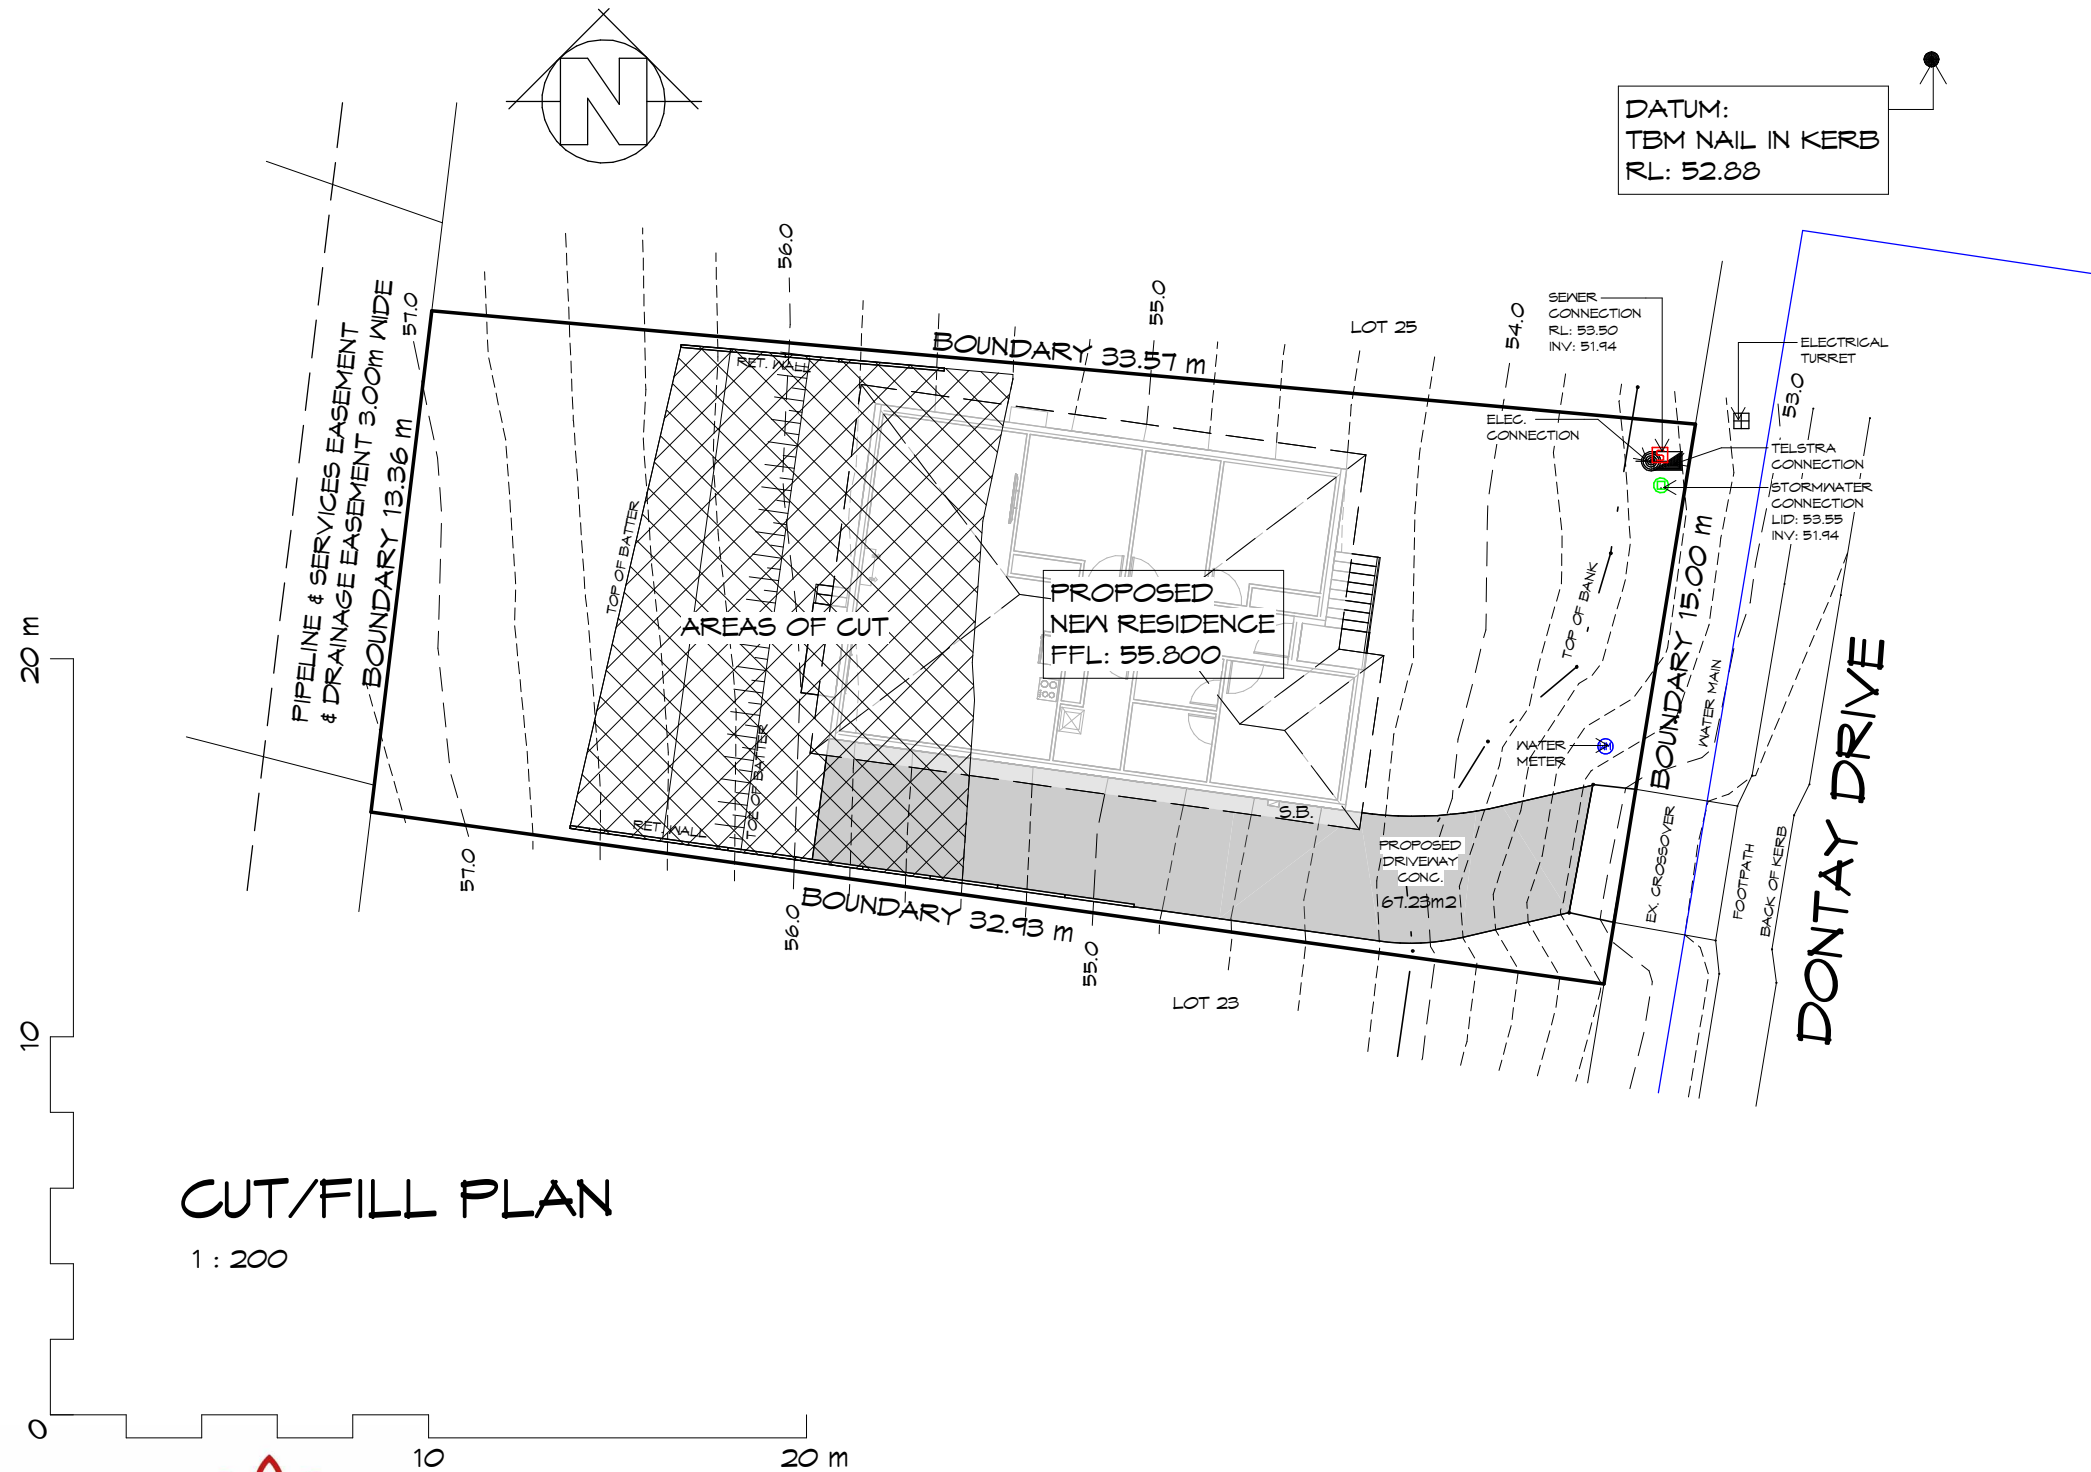 N
DATUM:
TBM NAIL IN KERB
RL: 52.88
56.0
55.0
54.0
53.0
57.0
LOT 25
SEWER
CONNECTION
RL: 53.50
INV: 51.94
ELECTRICAL
TURRET
PIPELINE & SERVICES EASEMENT
& DRAINAGE EASEMENT 3.00m WIDE
BOUNDARY 13.36 m
BOUNDARY 33.57 m
RET. WALL
ELEC.
CONNECTION
TELSTRA
CONNECTION
STORMWATER
CONNECTION
LID: 53.55
INV: 51.94
TOP OF BATTER
AREAS OF CUT
PROPOSED
NEW RESIDENCE
FFL: 55.800
TOP OF BANK
BOUNDARY 15.00 m
WATER MAIN
WATER
METER
DONTAY DRIVE
TOE OF BATTER
RET. WALL
S.B.
PROPOSED
DRIVEWAY
CONC.
67.23m2
EX. CROSSOVER
FOOTPATH
BACK OF KERB
57.0
56.0
BOUNDARY 32.93 m
55.0
LOT 23
20 m
10
0
10
20 m
CUT/FILL PLAN
1 : 200